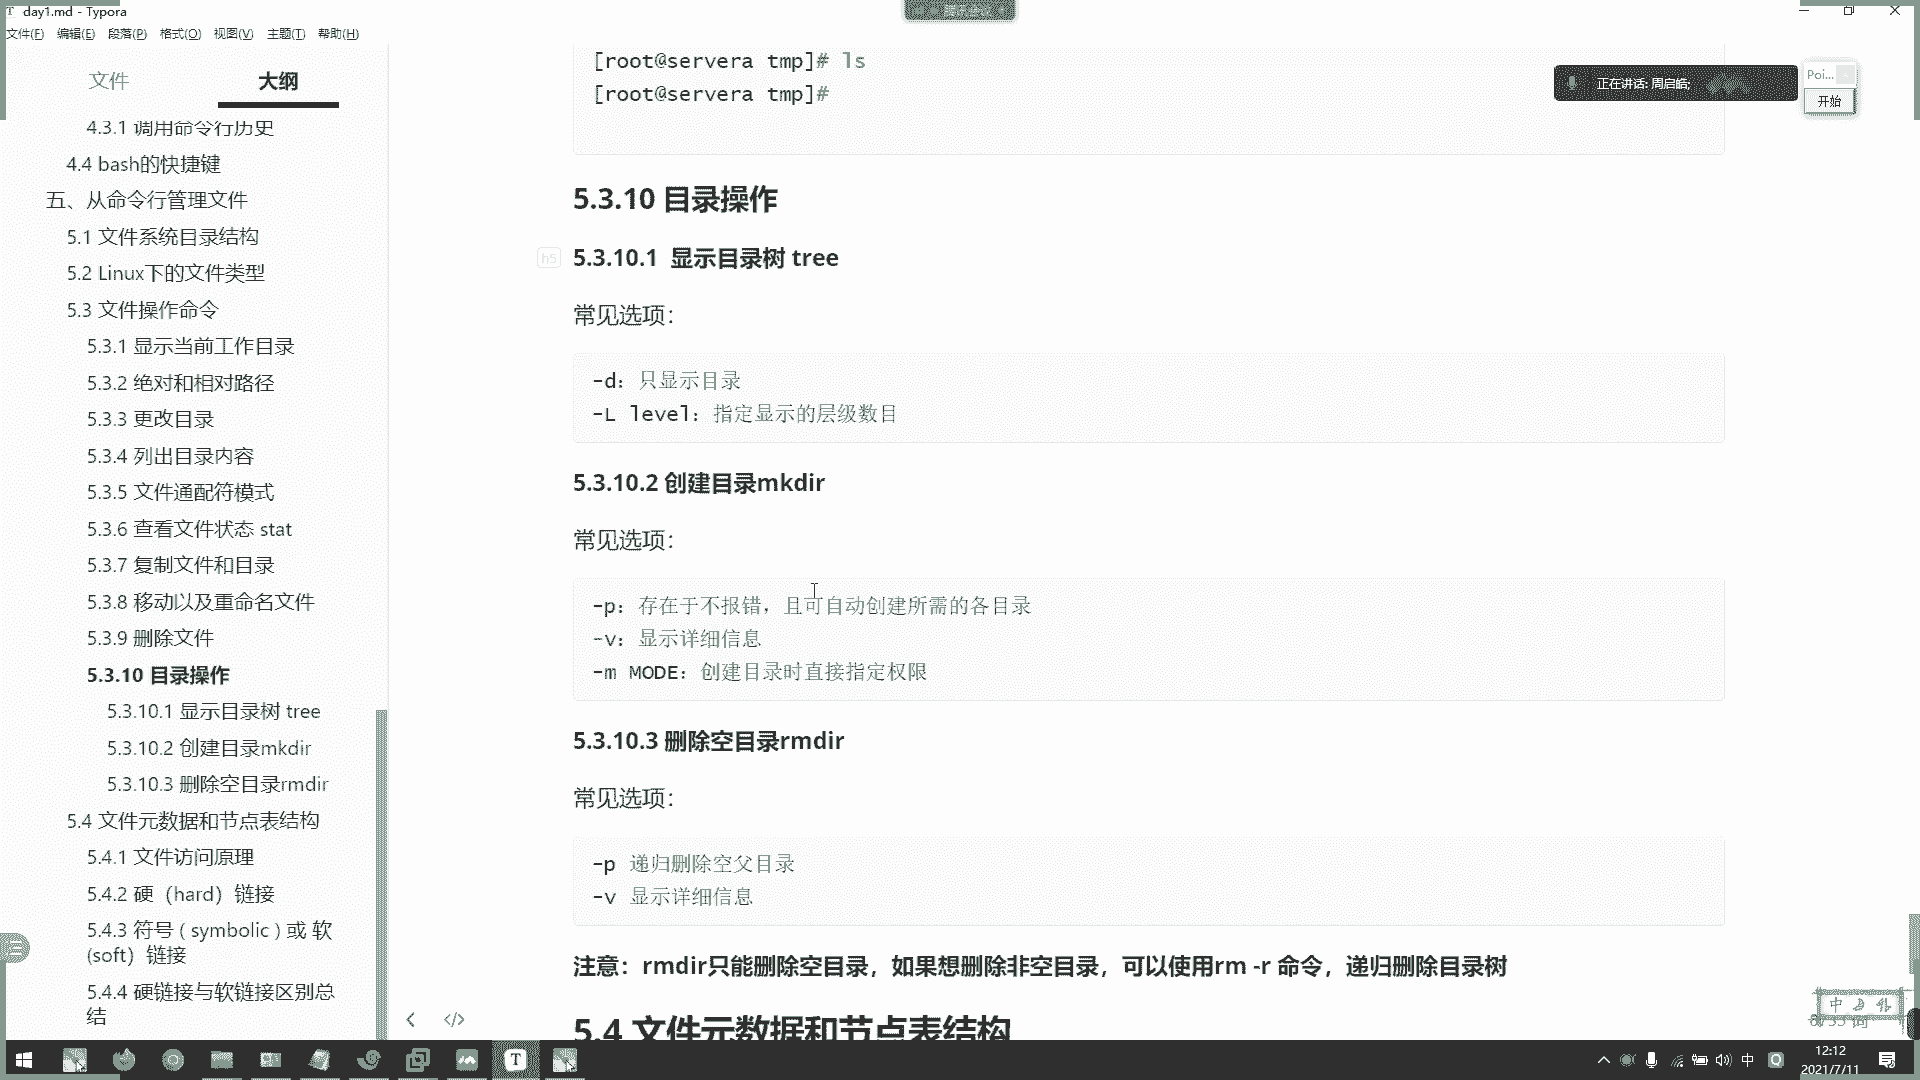 day1.md - Typora
文件(F) 编辑(E) 段落(P) 格式(O) 视图(V) 主题(T) 帮助(H)
文件 大纲
4.3.1 调用命令行历史
4.4 bash的快捷键
五、从命令行管理文件
5.1 文件系统目录结构
5.2 Linux下的文件类型
5.3 文件操作命令
5.3.1 显示当前工作目录
5.3.2 绝对和相对路径
5.3.3 更改目录
5.3.4 列出目录内容
5.3.5 文件通配符模式
5.3.6 查看文件状态 stat
5.3.7 复制文件和目录
5.3.8 移动以及重命名文件
5.3.9 删除文件
5.3.10 目录操作
5.3.10.1 显示目录树 tree
5.3.10.2 创建目录mkdir
5.3.10.3 删除空目录rmdir
5.4 文件元数据和节点表结构
5.4.1 文件访问原理
5.4.2 硬（hard）链接
5.4.3 符号 ( symbolic ) 或 软
(soft）链接
5.4.4 硬链接与软链接区别总
结
[root@servera tmp]# ls
[root@servera tmp]#
5.3.10 目录操作
h5
5.3.10.1 显示目录树 tree
常见选项：
-d：只显示目录
-L level：指定显示的层级数目
5.3.10.2 创建目录mkdir
常见选项：
-p：存在于不报错，且可自动创建所需的各目录
-v：显示详细信息
-m MODE：创建目录时直接指定权限
5.3.10.3 删除空目录rmdir
常见选项：
-p 递归删除空父目录
-v 显示详细信息
注意：rmdir只能删除空目录，如果想删除非空目录，可以使用rm -r 命令，递归删除目录树
5.4 文件元数据和节点表结构
正在讲话: 周启皓;
Poi...
开始
中
12:12
2021/7/11